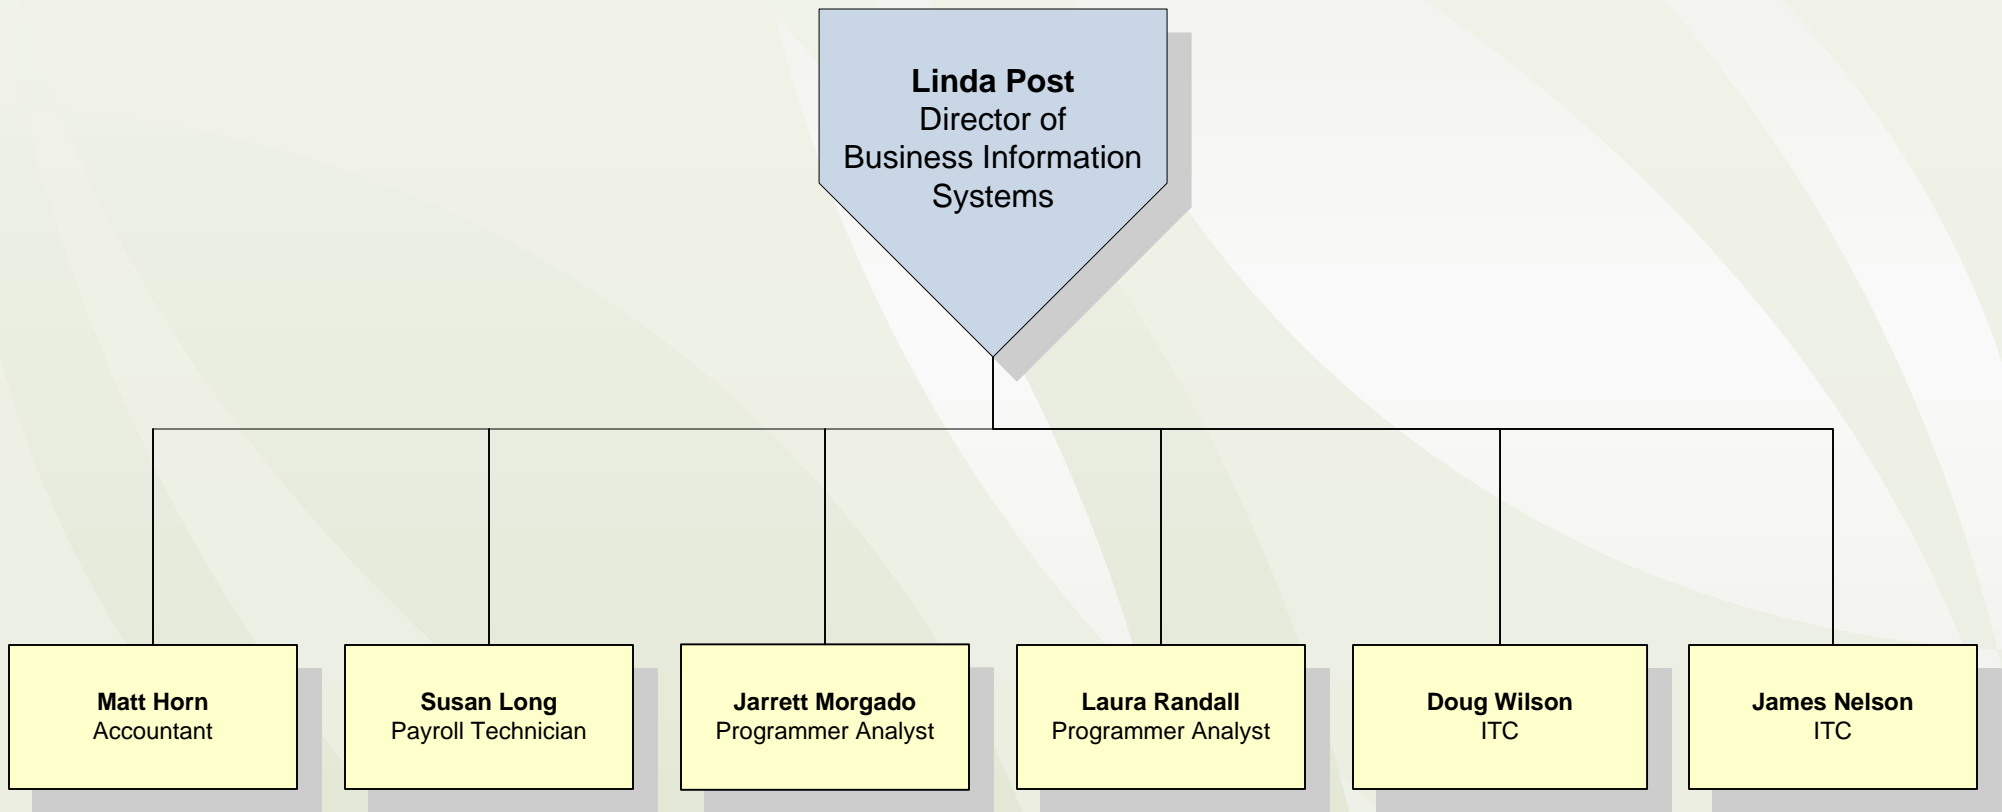 Linda Post
Director of
Business Information
Systems
Matt Horn
Accountant
Susan Long
Payroll Technician
Jarrett Morgado
Programmer Analyst
Laura Randall
Programmer Analyst
Doug Wilson
ITC
James Nelson
ITC